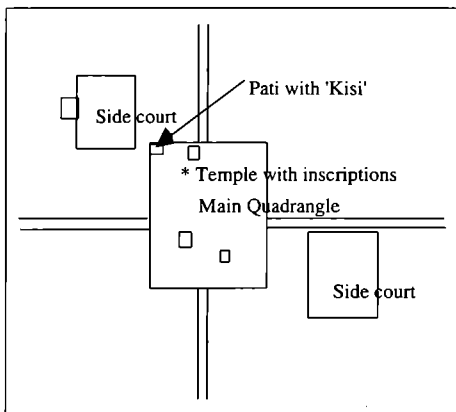 Pati with 'Kisi'
Side court
* Temple with inscriptions
Main Quadrangle
Side court